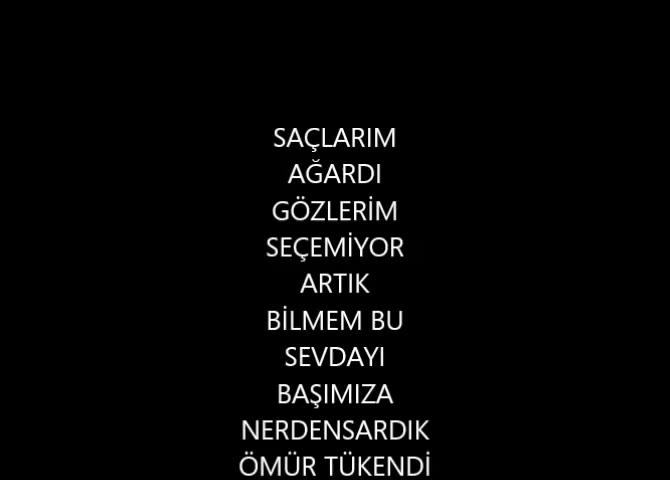 SAÇLARIM
AĞARDI
GÖZLERİM
SEÇEMİYOR
ARTIK
BİLMEM BU
SEVDAYI
BAŞIMIZA
NERDENSARDIK
ÖMÜR TÜKENDİ